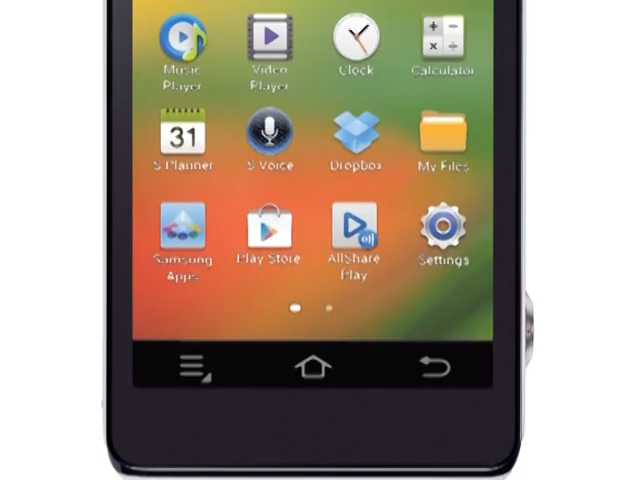 Music Player
Video Player
Clock
Calculator
31
S Planner
S Voice
Dropbox
My Files
Samsung Apps
Play Store
AllShare Play
Settings